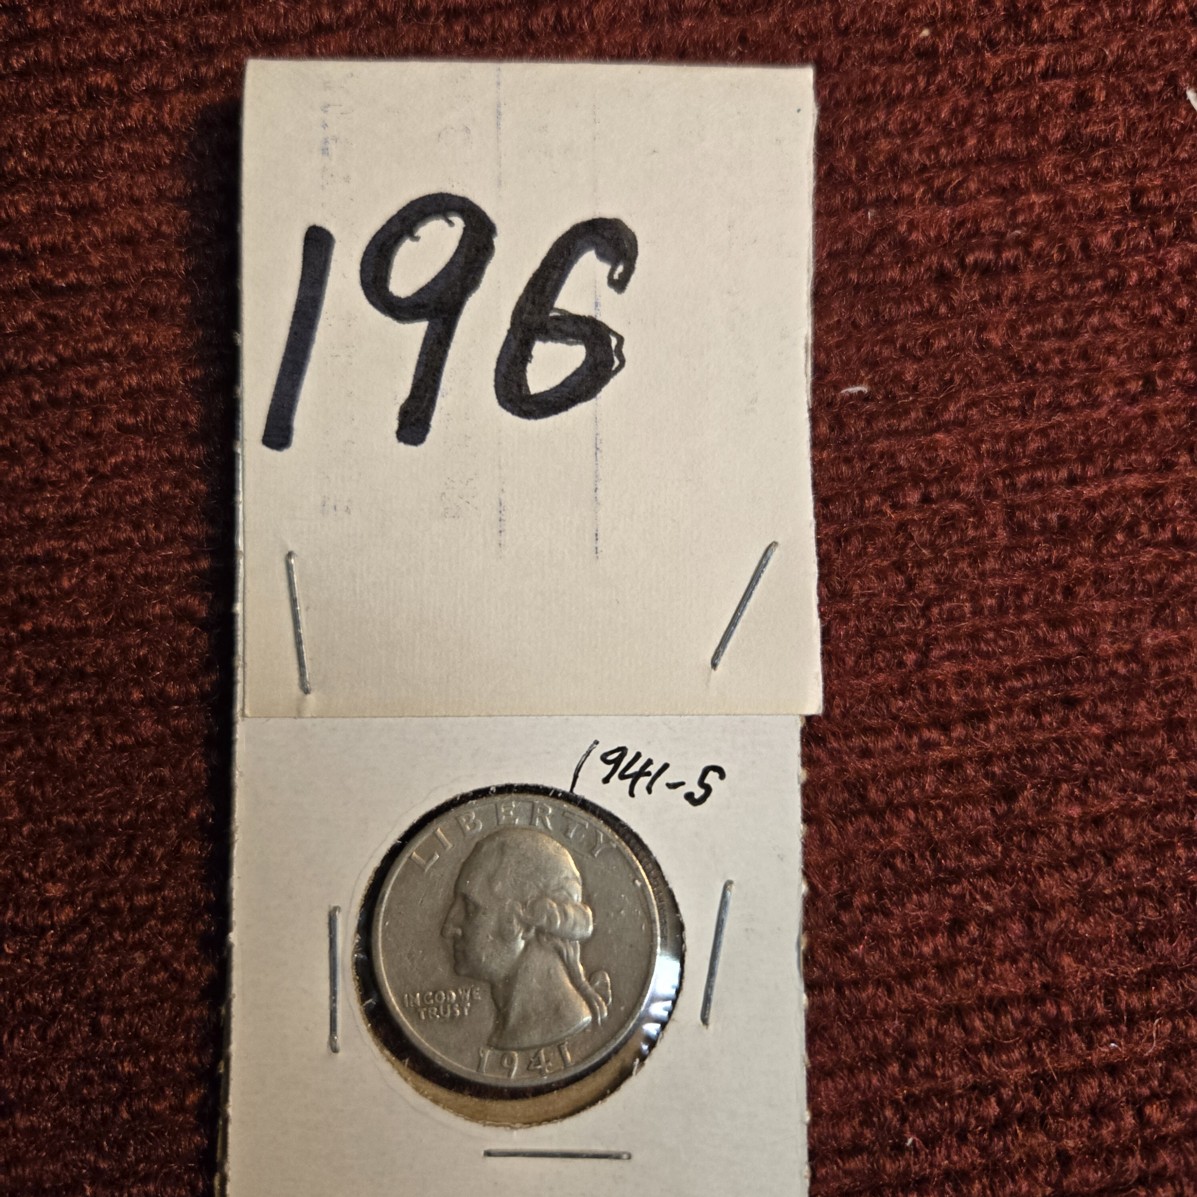 196
1941-S
LIBERTY
IN GOD WE
TRUST
1941